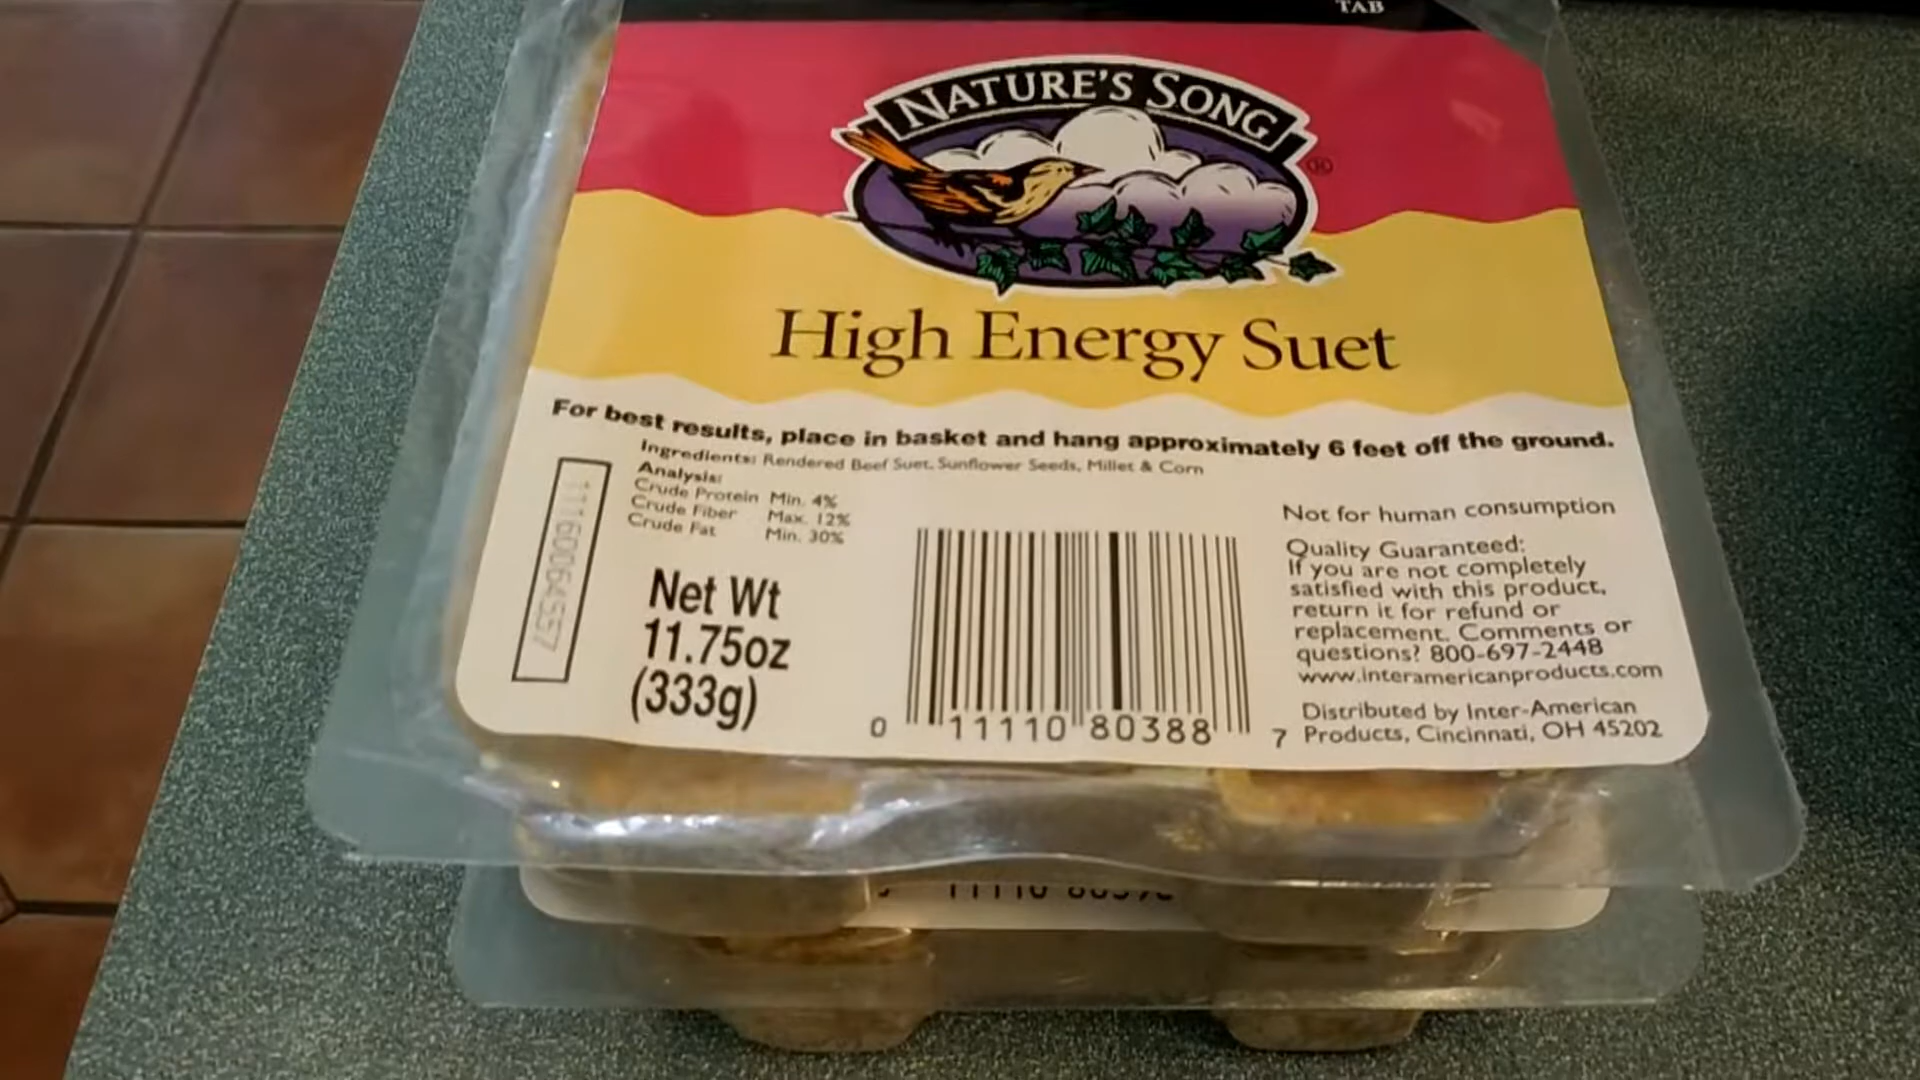 TAB
NATURE'S SONG
®
High Energy Suet
For best results, place in basket and hang approximately 6 feet off the ground.
Ingredients: Rendered Beef Suet, Sunflower Seeds, Millet & Corn
Analysis:
Crude Protein Min. 4%
Crude Fiber Max. 12%
Crude Fat Min. 30%
Net Wt
11.75oz
(333g)
0 11110 80388 7
Not for human consumption
Quality Guaranteed:
If you are not completely
satisfied with this product,
return it for refund or
replacement. Comments or
questions? 800-697-2448
www.interamericanproducts.com
Distributed by Inter-American
Products, Cincinnati, OH 45202